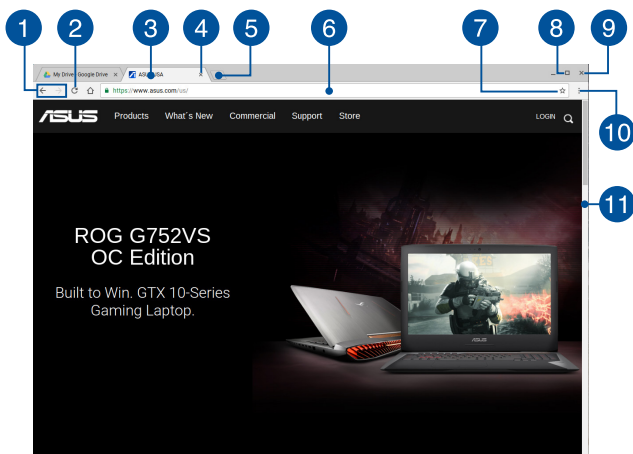 1 2 3 4 5 6 7 8 9
My Drive - Google Drive ASUS USA
https://www.asus.com/us/
10
ASUS Products What's New Commercial Support Store LOGIN
11
ROG G752VS
OC Edition
Built to Win. GTX 10-Series
Gaming Laptop.
ASUS